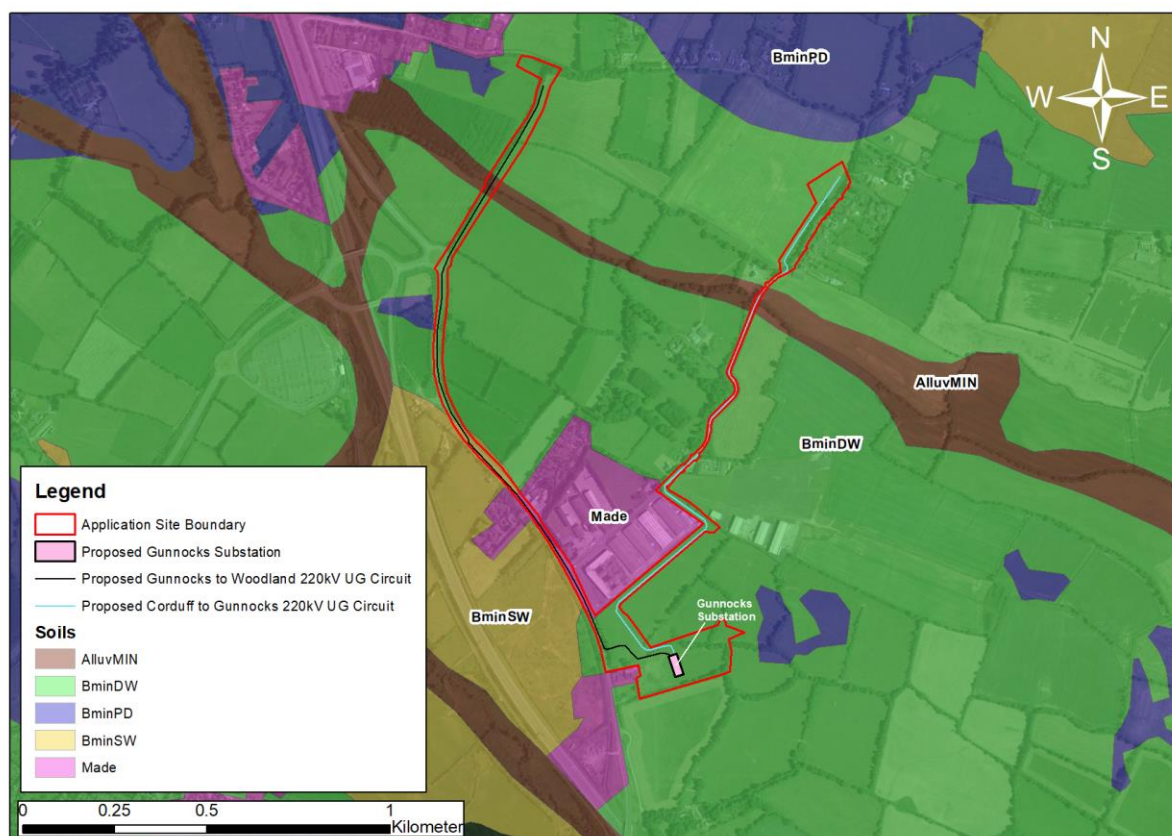 BminPD
N
W E
S
AlluvMIN
BminDW
Made
BminSW
Gunnocks
Substation
Legend
Application Site Boundary
Proposed Gunnocks Substation
Proposed Gunnocks to Woodland 220kV UG Circuit
Proposed Corduff to Gunnocks 220kV UG Circuit
Soils
AlluvMIN
BminDW
BminPD
BminSW
Made
0 0.25 0.5 1
Kilometer